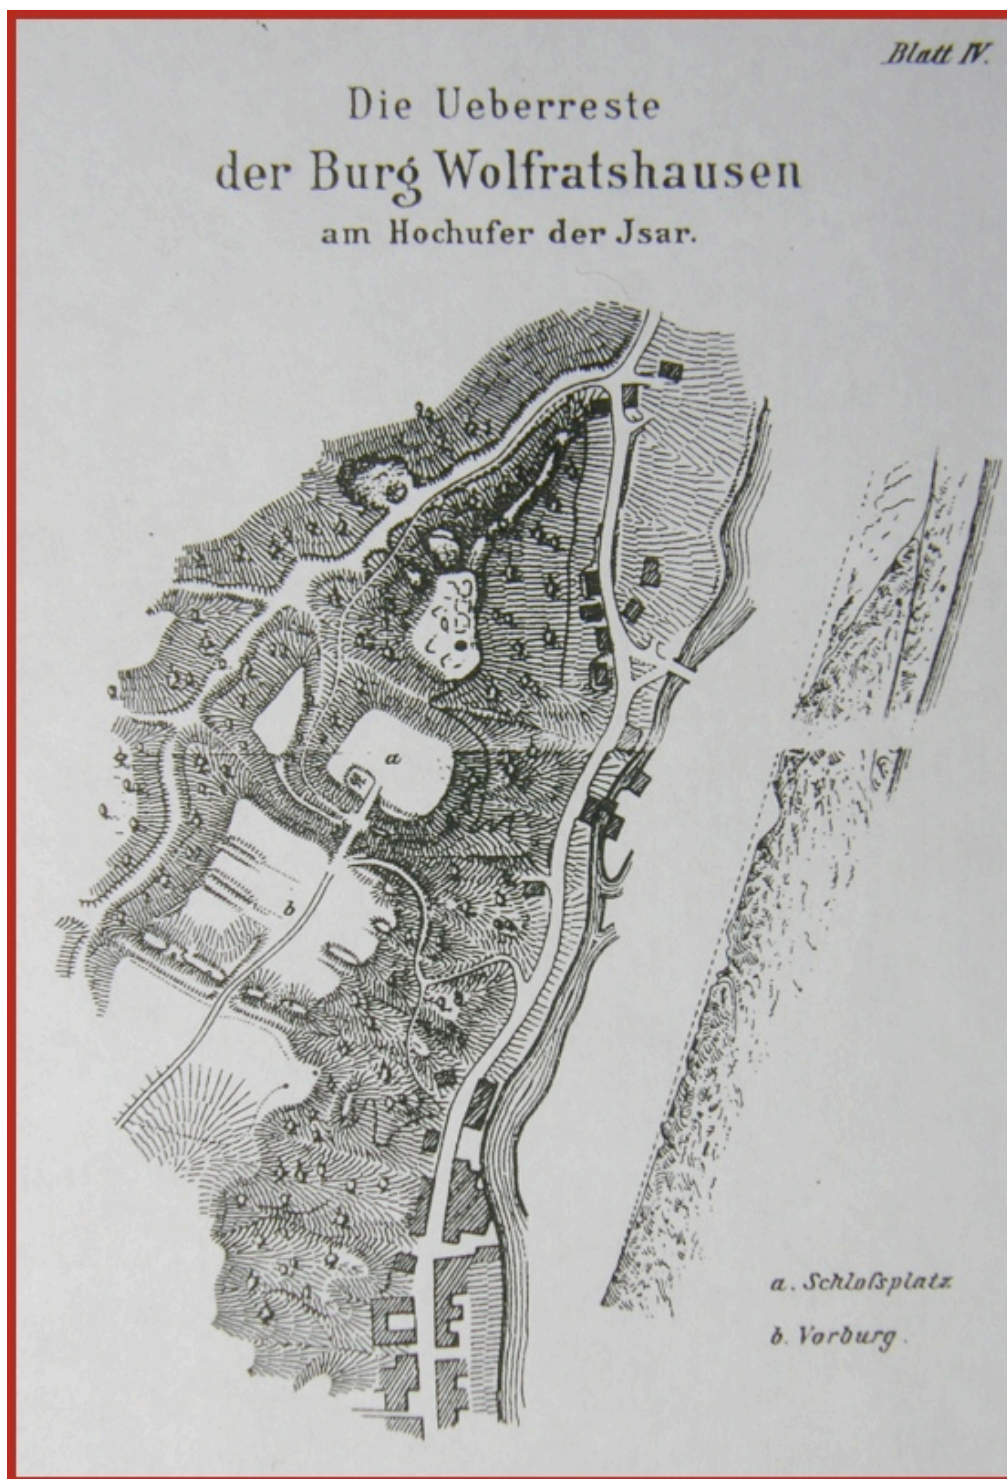 Blatt IV.
Die Ueberreste
der Burg Wolfratshausen
am Hochufer der Jsar.
a
b
a. Schloſsplatz
b. Vorburg.